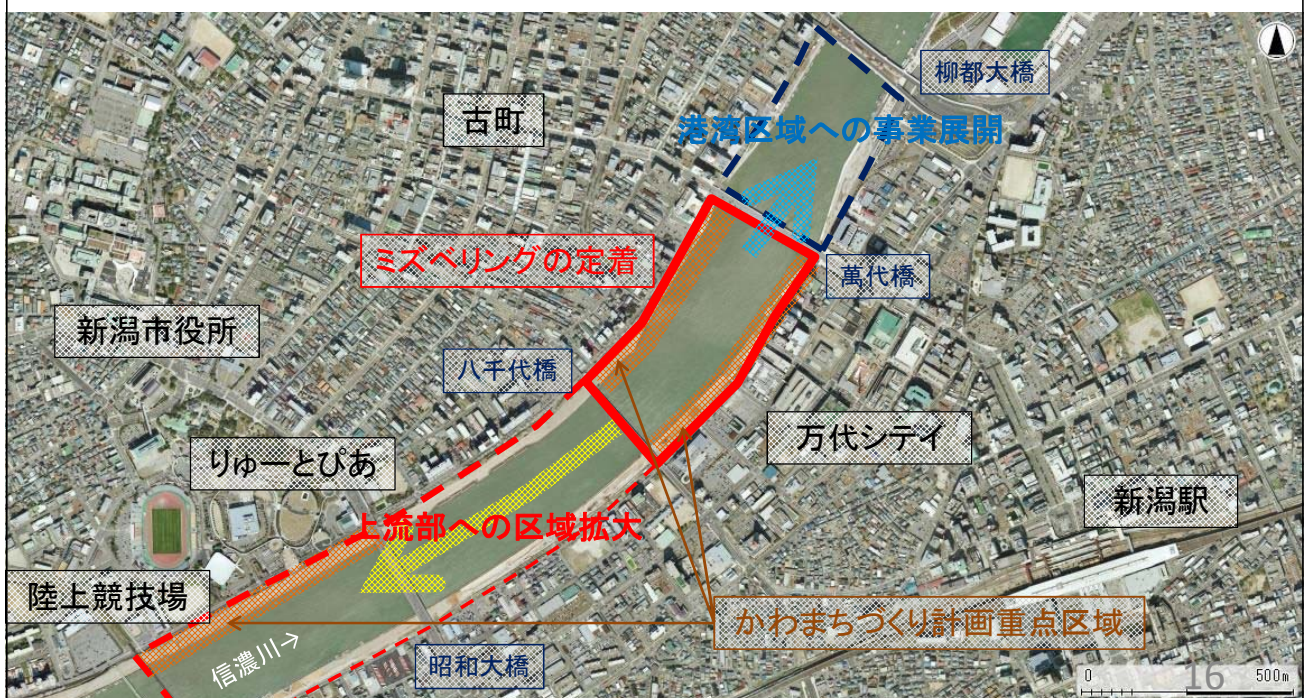 柳都大橋
古町
港湾区域への事業展開
ミズベリングの定着
萬代橋
新潟市役所
八千代橋
万代シテイ
りゅーとぴあ
新潟駅
上流部への区域拡大
陸上競技場
かわまちづくり計画重点区域
信濃川→
昭和大橋
0 500m
16